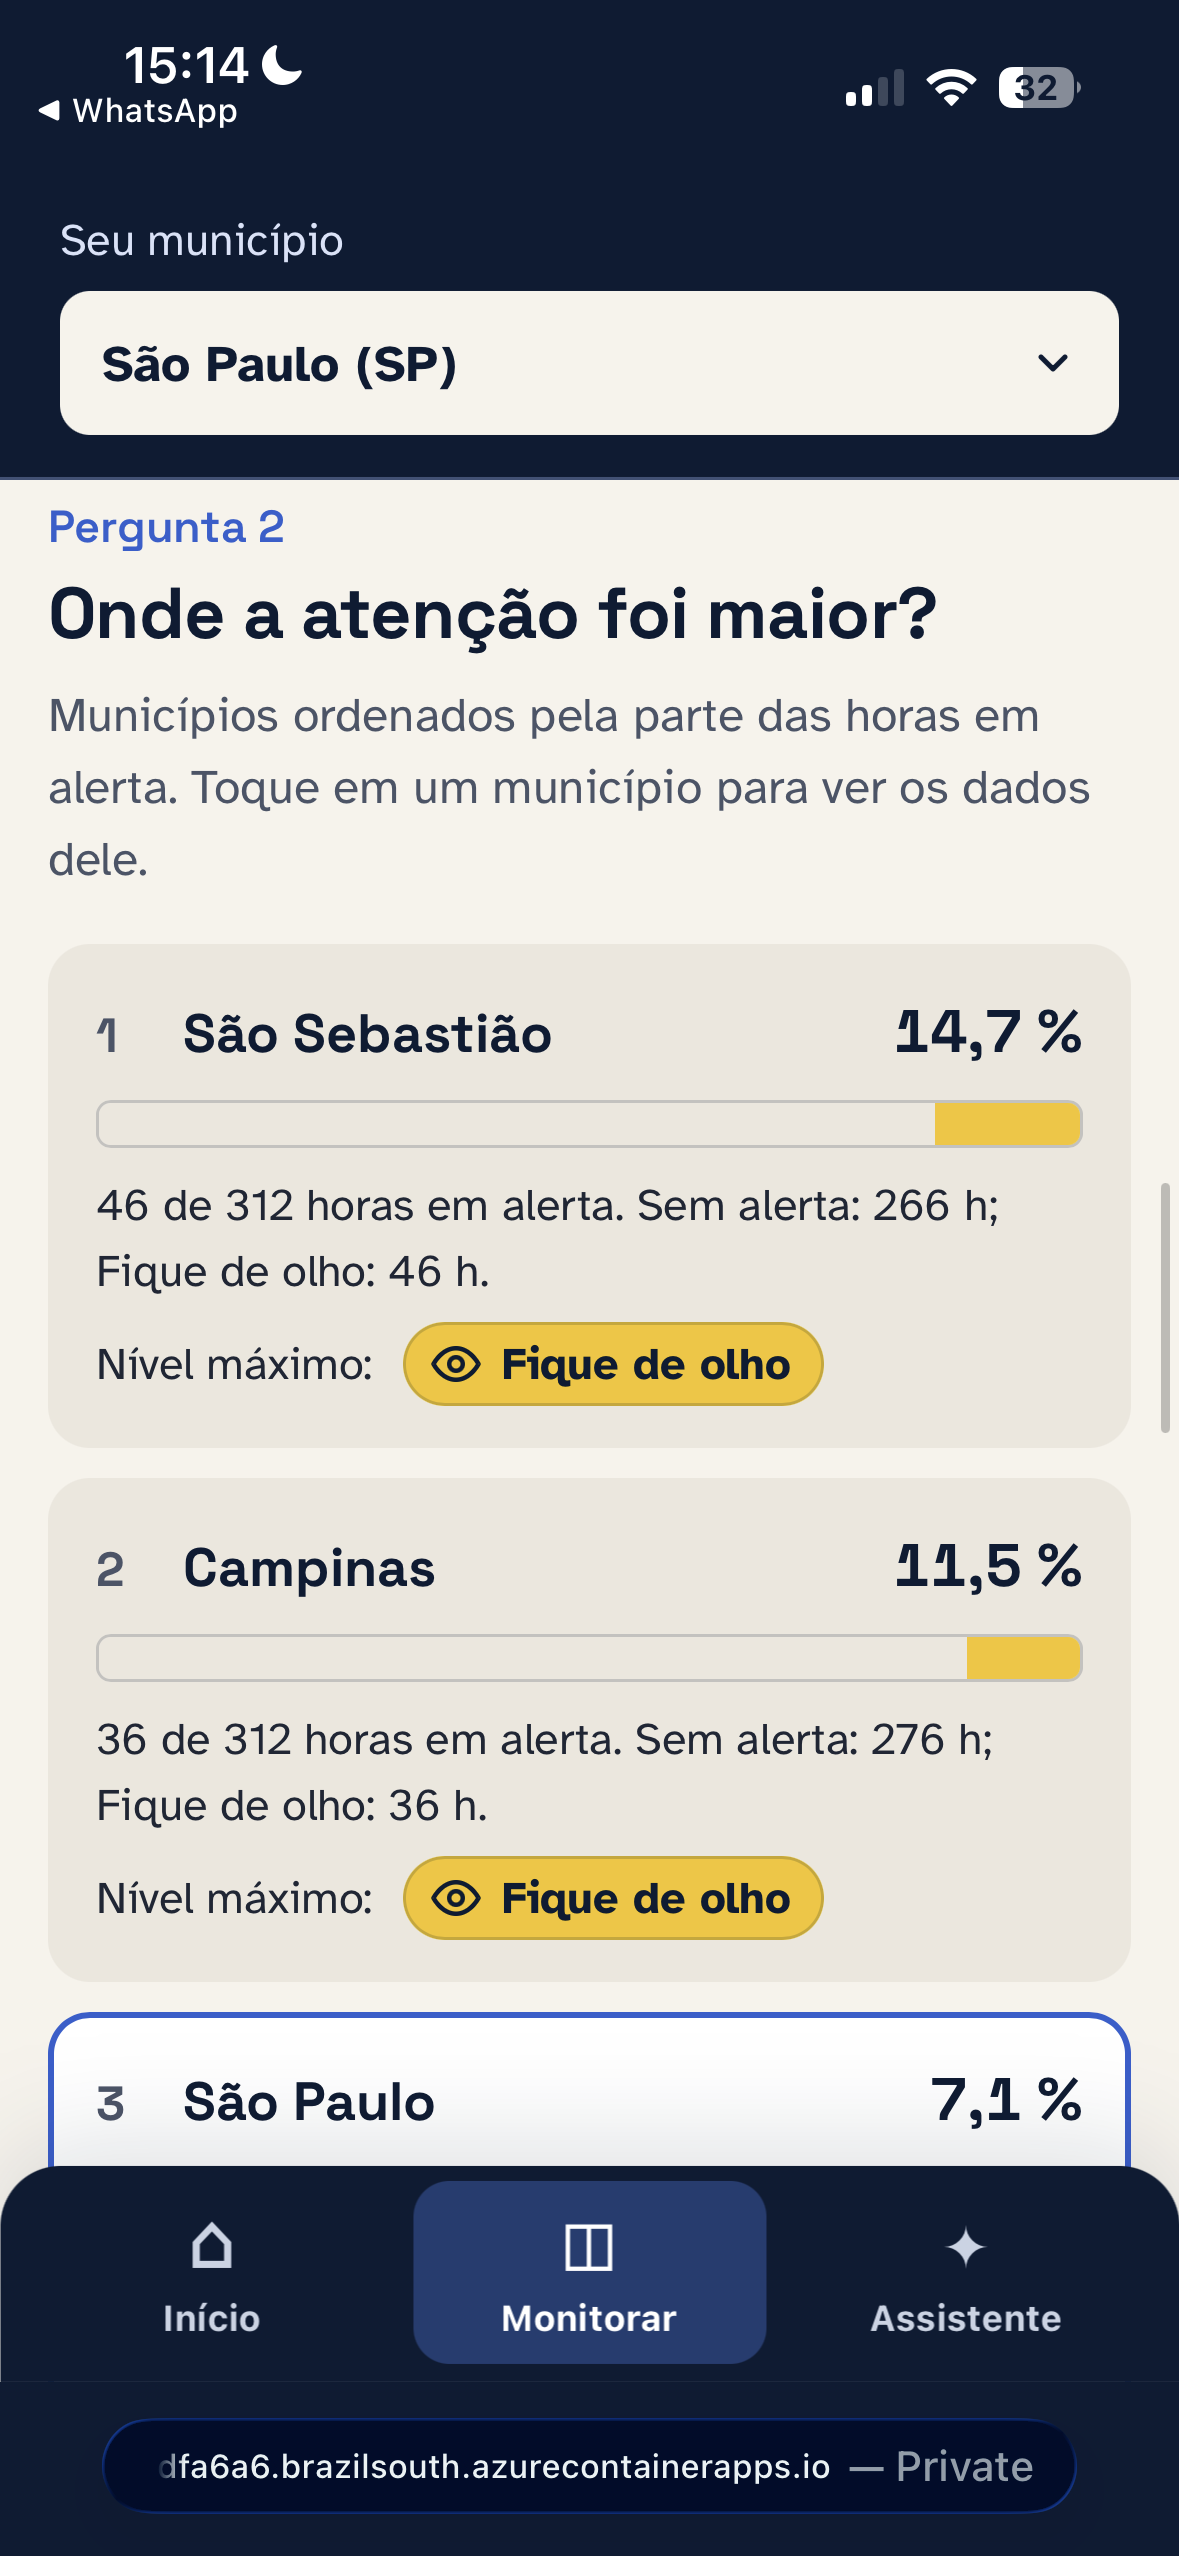 15:14
WhatsApp
32
Seu município
São Paulo (SP)
Pergunta 2
Onde a atenção foi maior?
Municípios ordenados pela parte das horas em
alerta. Toque em um município para ver os dados
dele.
1 São Sebastião 14,7 %
46 de 312 horas em alerta. Sem alerta: 266 h;
Fique de olho: 46 h.
Nível máximo: Fique de olho
2 Campinas 11,5 %
36 de 312 horas em alerta. Sem alerta: 276 h;
Fique de olho: 36 h.
Nível máximo: Fique de olho
3 São Paulo 7,1 %
Início Monitorar Assistente
dfa6a6.brazilsouth.azurecontainerapps.io — Private